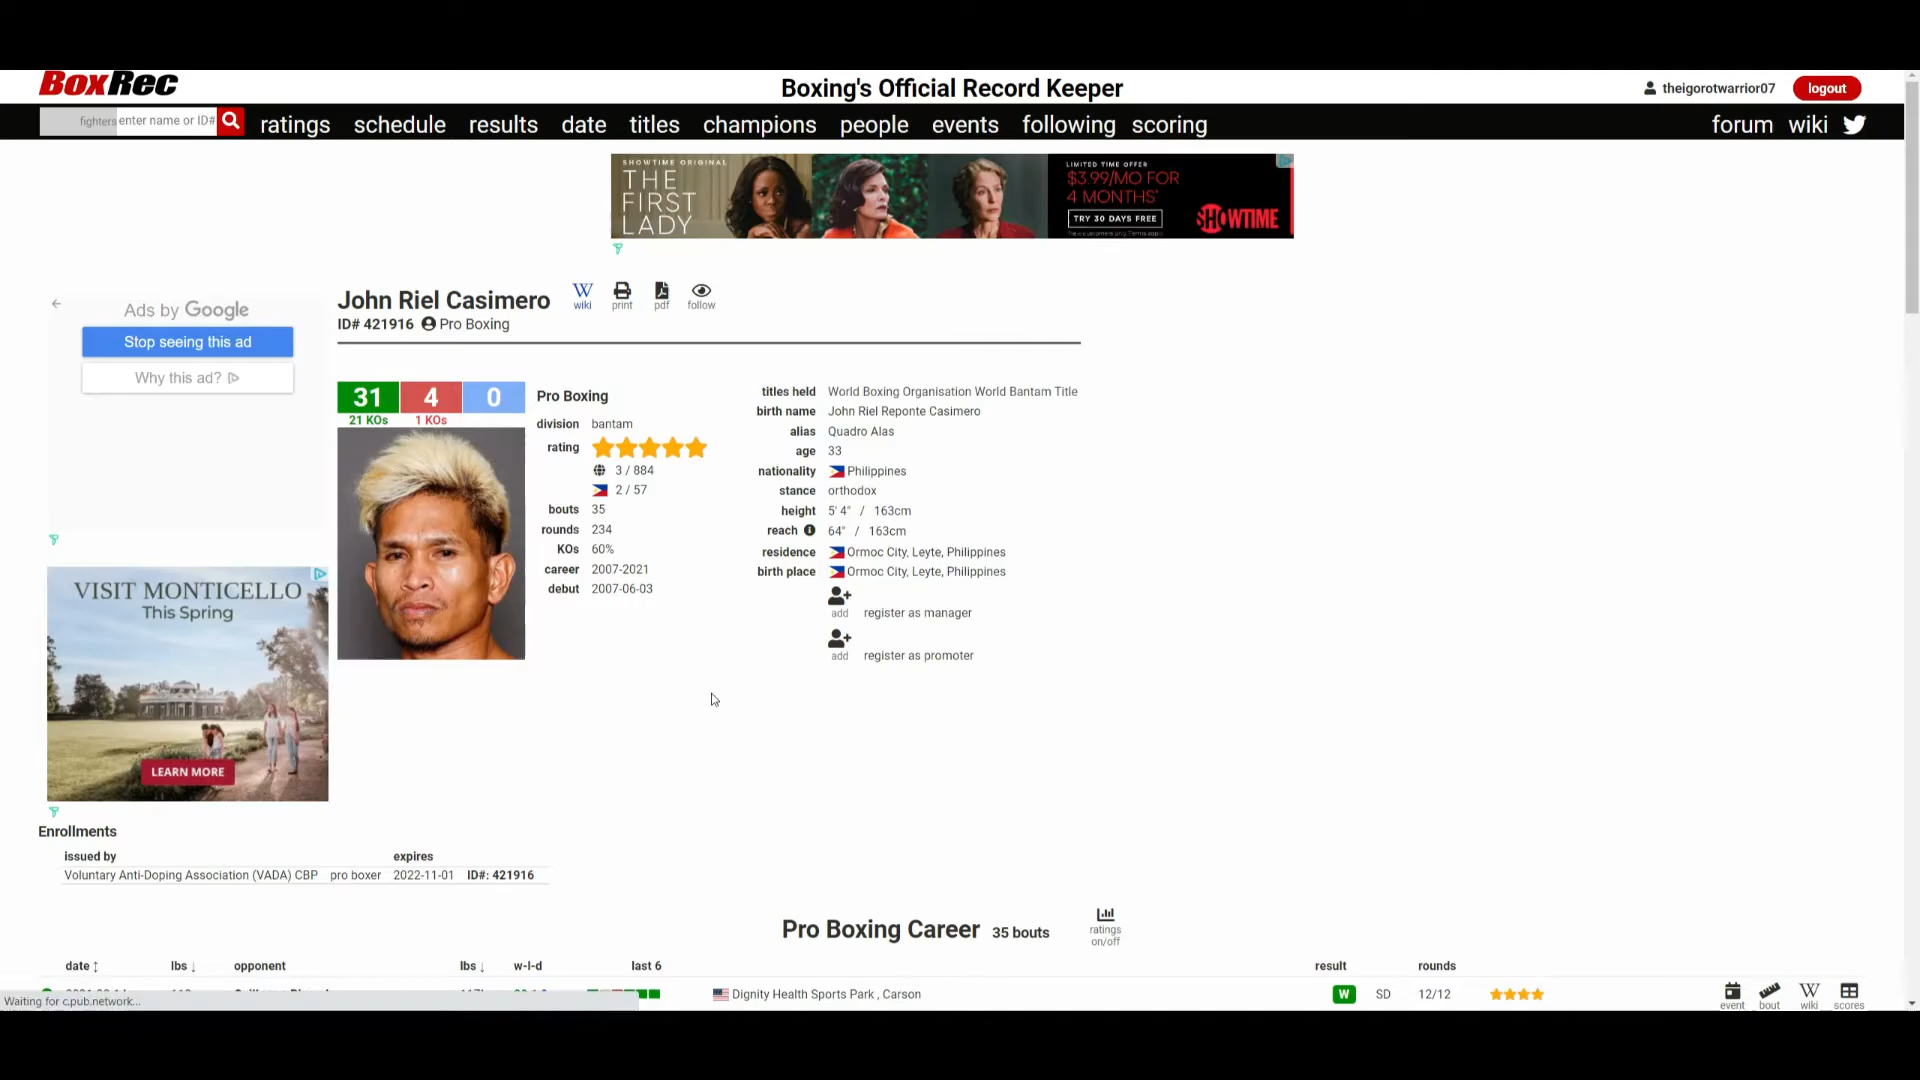 BoxRec
Boxing's Official Record Keeper
theigorotwarrior07
logout
fighters enter name or ID#
ratings schedule results date titles champions people events following scoring
forum wiki
SHOWTIME ORIGINAL
THE
FIRST
LADY
LIMITED TIME OFFER
$3.99/MO FOR
4 MONTHS*
TRY 30 DAYS FREE
SHOWTIME
John Riel Casimero
wiki print pdf follow
ID# 421916 Pro Boxing
Ads by Google
Stop seeing this ad
Why this ad?
31 4 0
21 KOs 1 KOs
Pro Boxing
division bantam
rating
3 / 884
2 / 57
bouts 35
rounds 234
KOs 60%
career 2007-2021
debut 2007-06-03
titles held World Boxing Organisation World Bantam Title
birth name John Riel Reponte Casimero
alias Quadro Alas
age 33
nationality Philippines
stance orthodox
height 5' 4" / 163cm
reach 64" / 163cm
residence Ormoc City, Leyte, Philippines
birth place Ormoc City, Leyte, Philippines
add register as manager
add register as promoter
VISIT MONTICELLO
This Spring
LEARN MORE
Enrollments
issued by expires
Voluntary Anti-Doping Association (VADA) CBP pro boxer 2022-11-01 ID#: 421916
Pro Boxing Career 35 bouts
ratings
on/off
date lbs opponent lbs w-l-d last 6 result rounds
Dignity Health Sports Park , Carson W SD 12/12
event bout wiki scores
Waiting for c.pub.network...